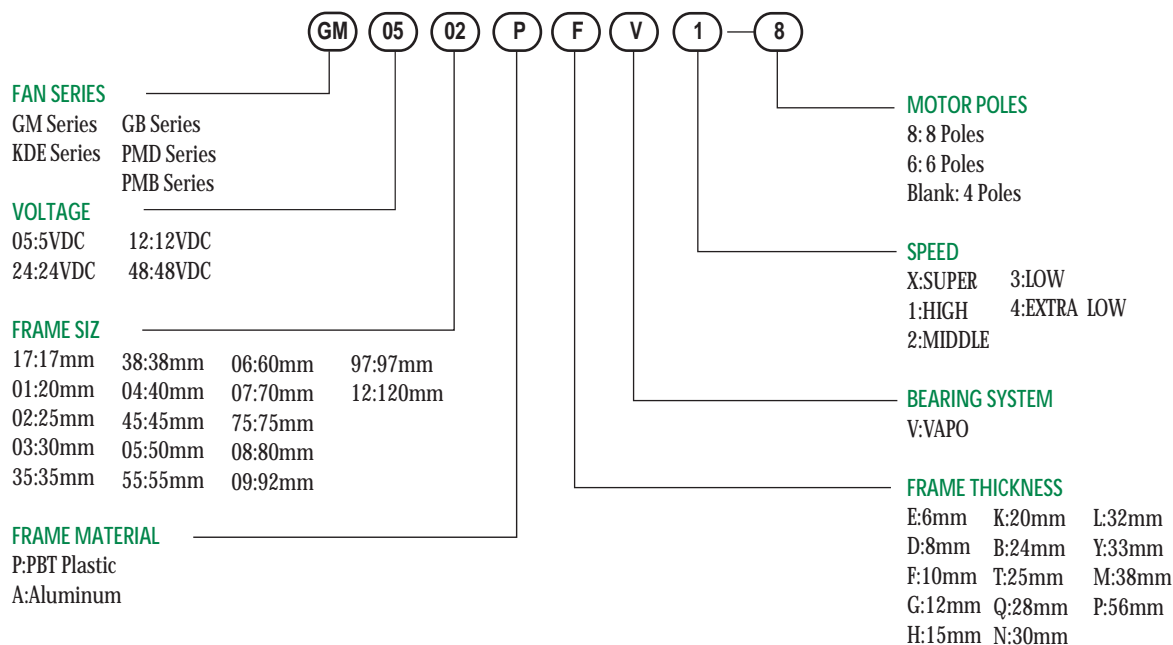 GM 05 02 P F V 1 8
FAN SERIES
GM Series GB Series
KDE Series PMD Series
PMB Series
VOLTAGE
05:5VDC 12:12VDC
24:24VDC 48:48VDC
FRAME SIZ
17:17mm 38:38mm 06:60mm 97:97mm
01:20mm 04:40mm 07:70mm 12:120mm
02:25mm 45:45mm 75:75mm
03:30mm 05:50mm 08:80mm
35:35mm 55:55mm 09:92mm
FRAME MATERIAL
P:PBT Plastic
A:Aluminum
MOTOR POLES
8: 8 Poles
6: 6 Poles
Blank: 4 Poles
SPEED
X:SUPER 3:LOW
1:HIGH 4:EXTRA LOW
2:MIDDLE
BEARING SYSTEM
V:VAPO
FRAME THICKNESS
E:6mm K:20mm L:32mm
D:8mm B:24mm Y:33mm
F:10mm T:25mm M:38mm
G:12mm Q:28mm P:56mm
H:15mm N:30mm